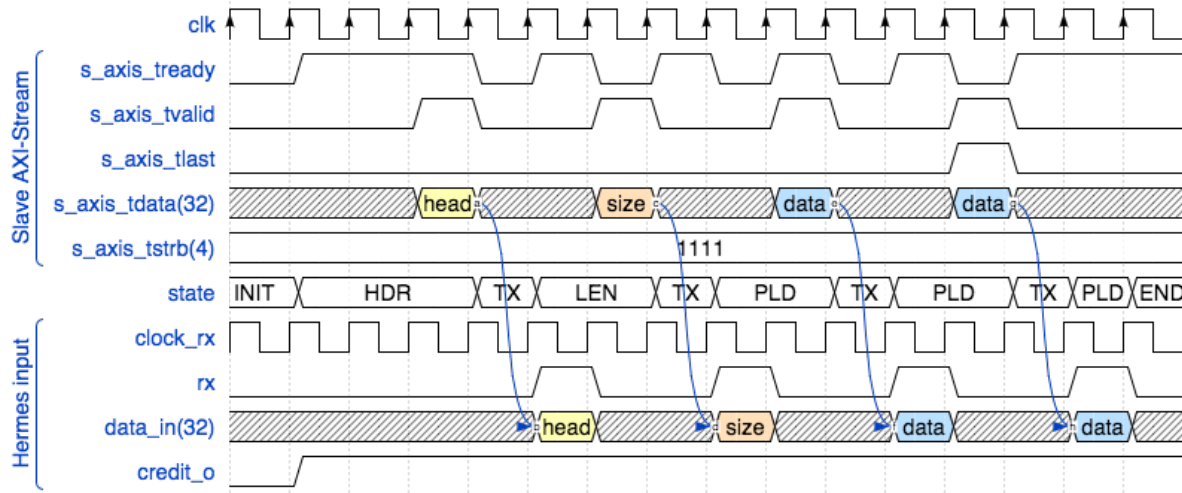 clk
Slave AXI-Stream
s_axis_tready
s_axis_tvalid
s_axis_tlast
s_axis_tdata(32) head size data data
s_axis_tstrb(4) 1111
state INIT HDR TX LEN TX PLD TX PLD TX PLD END
Hermes input
clock_rx
rx
data_in(32) head size data data
credit_o